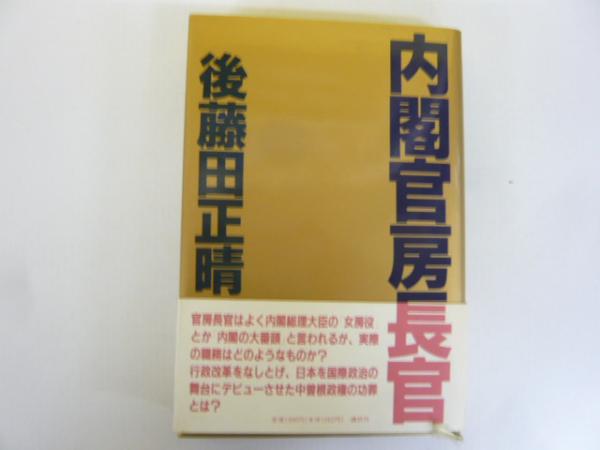 内閣官房長官
後藤田正晴
官房長官はよく内閣総理大臣の「女房役」
とか「内閣の大番頭」と言われるが、実際
の職務はどのようなものか？
行政改革をなしとげ、日本を国際政治の
舞台にデビューさせた中曽根政権の功罪
とは？